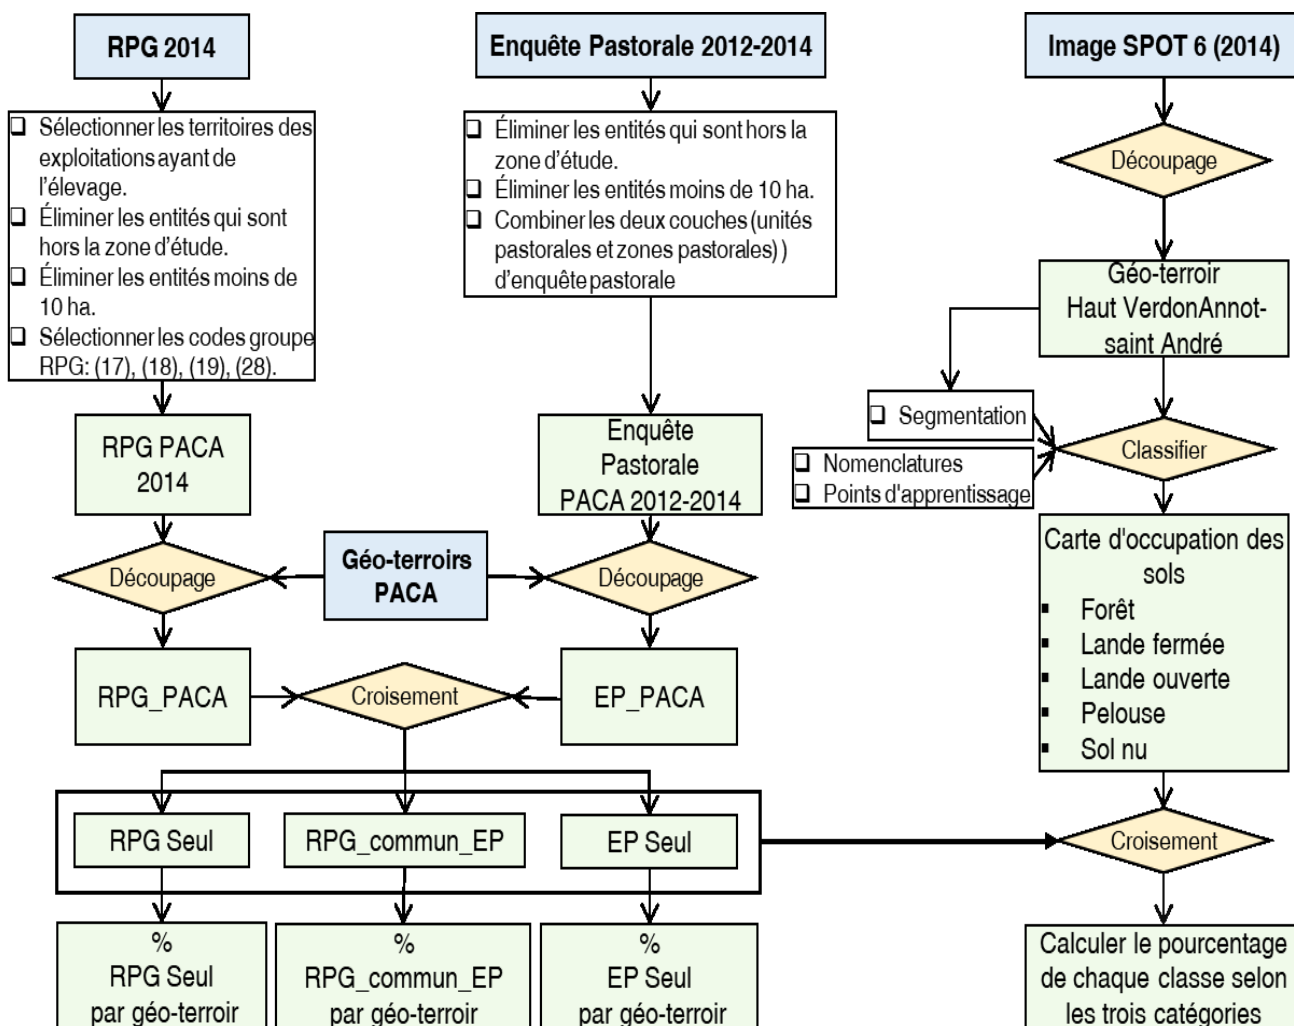 RPG 2014
Enquête Pastorale 2012-2014
Image SPOT 6 (2014)
❑ Sélectionner les territoires des
exploitations ayant de
l'élevage.
❑ Éliminer les entités qui sont
hors la zone d'étude.
❑ Éliminer les entités moins de
10 ha.
❑ Sélectionner les codes groupe
RPG: (17), (18), (19), (28).
❑ Éliminer les entités qui sont hors la
zone d'étude.
❑ Éliminer les entités moins de 10 ha.
❑ Combiner les deux couches (unités
pastorales et zones pastorales) )
d'enquête pastorale
Découpage
Géo-terroir
Haut VerdonAnnot-
saint André
❑ Segmentation
❑ Nomenclatures
❑ Points d'apprentissage
Classifier
RPG PACA
2014
Enquête
Pastorale
PACA 2012-2014
Découpage
Géo-terroirs
PACA
Découpage
Carte d'occupation des
sols
▪ Forêt
▪ Lande fermée
▪ Lande ouverte
▪ Pelouse
▪ Sol nu
RPG_PACA
Croisement
EP_PACA
RPG Seul
RPG_commun_EP
EP Seul
Croisement
%
RPG Seul
par géo-terroir
%
RPG_commun_EP
par géo-terroir
%
EP Seul
par géo-terroir
Calculer le pourcentage
de chaque classe selon
les trois catégories